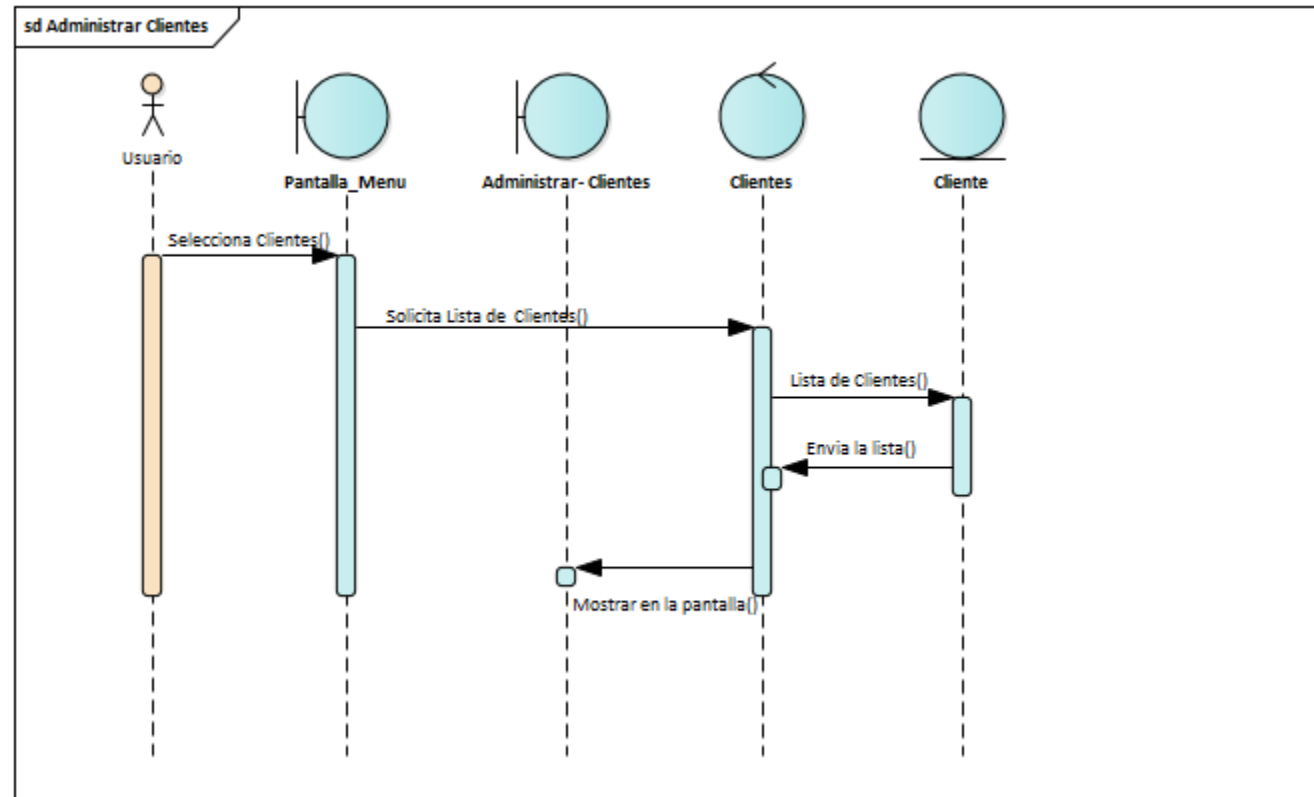 sd Administrar Clientes
Usuario
Pantalla_Menu
Administrar- Clientes
Clientes
Cliente
Selecciona Clientes()
Solicita Lista de Clientes()
Lista de Clientes()
Envia la lista()
Mostrar en la pantalla()